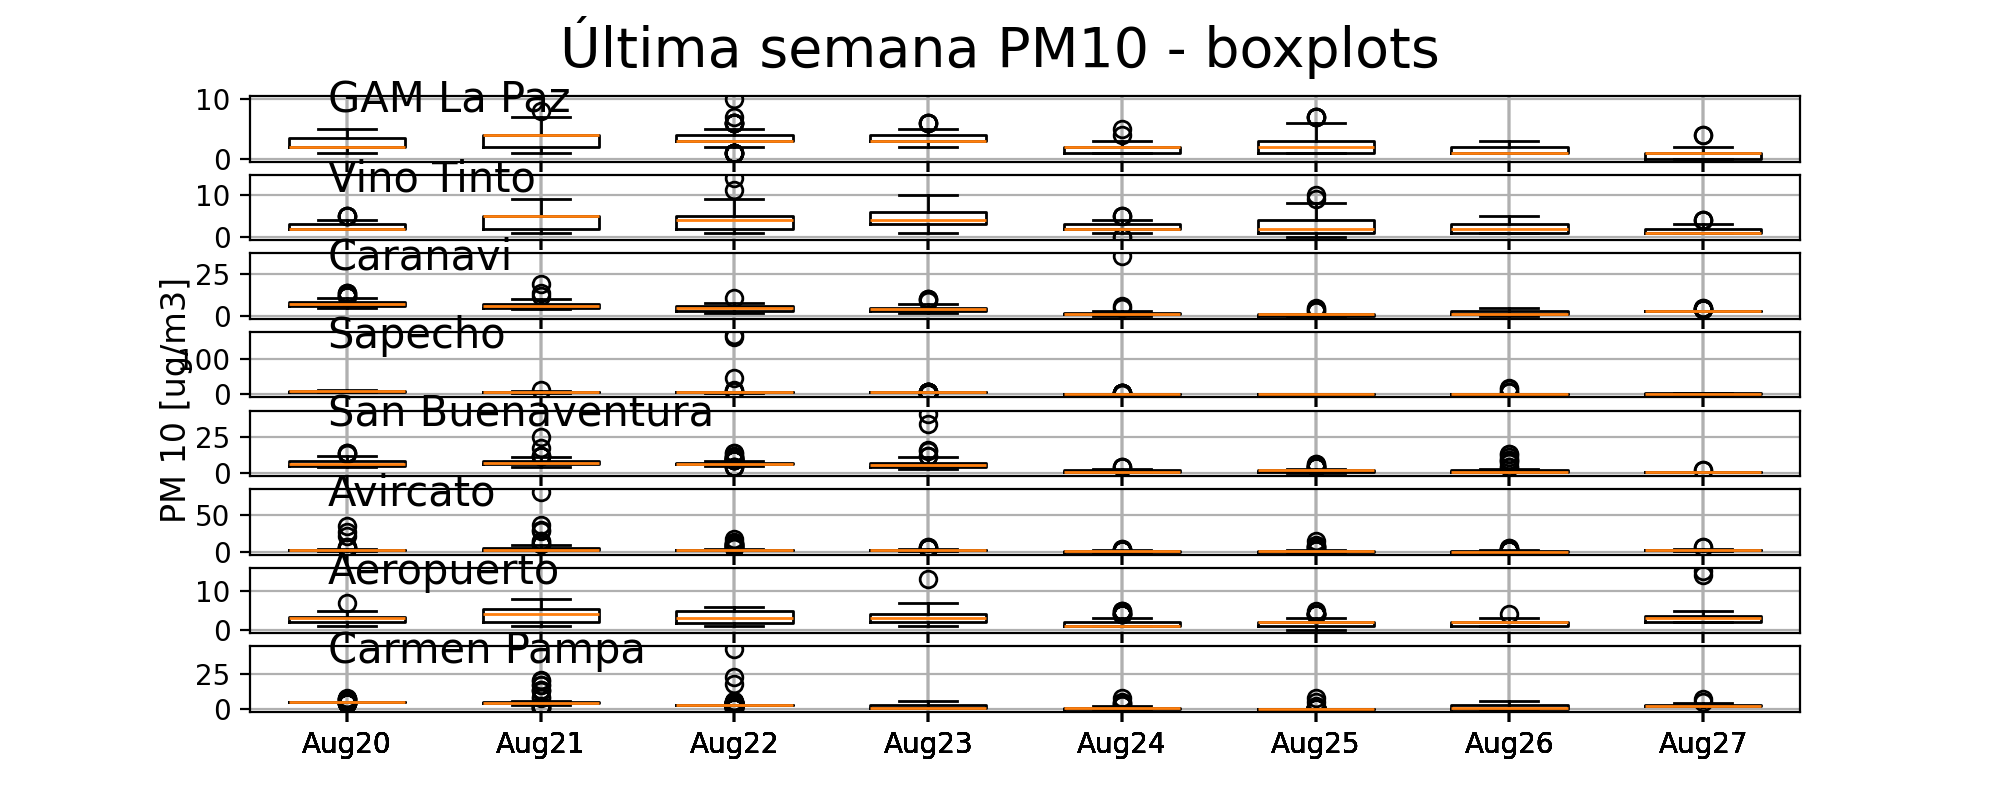 Última semana PM10 - boxplots
GAM La Paz
10
0
Vino Tinto
10
0
Caranavi
25
0
Sapecho
100
0
San Buenaventura
25
0
Avircato
50
0
Aeropuerto
10
0
Carmen Pampa
25
0
PM 10 [ug/m3]
Aug20 Aug21 Aug22 Aug23 Aug24 Aug25 Aug26 Aug27